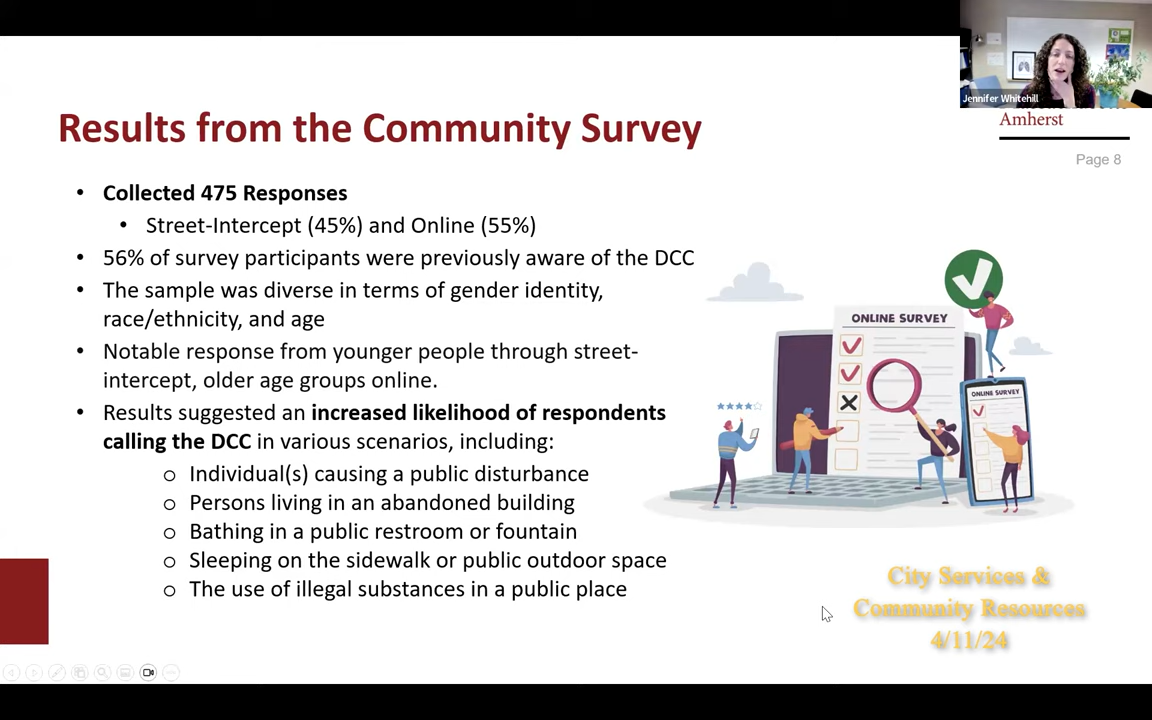 Jennifer Whitehill
Amherst
Page 8
Results from the Community Survey
• Collected 475 Responses
• Street-Intercept (45%) and Online (55%)
• 56% of survey participants were previously aware of the DCC
• The sample was diverse in terms of gender identity,
race/ethnicity, and age
• Notable response from younger people through street-
intercept, older age groups online.
• Results suggested an increased likelihood of respondents
calling the DCC in various scenarios, including:
o Individual(s) causing a public disturbance
o Persons living in an abandoned building
o Bathing in a public restroom or fountain
o Sleeping on the sidewalk or public outdoor space
o The use of illegal substances in a public place
ONLINE SURVEY
ONLINE SURVEY
City Services &
Community Resources
4/11/24